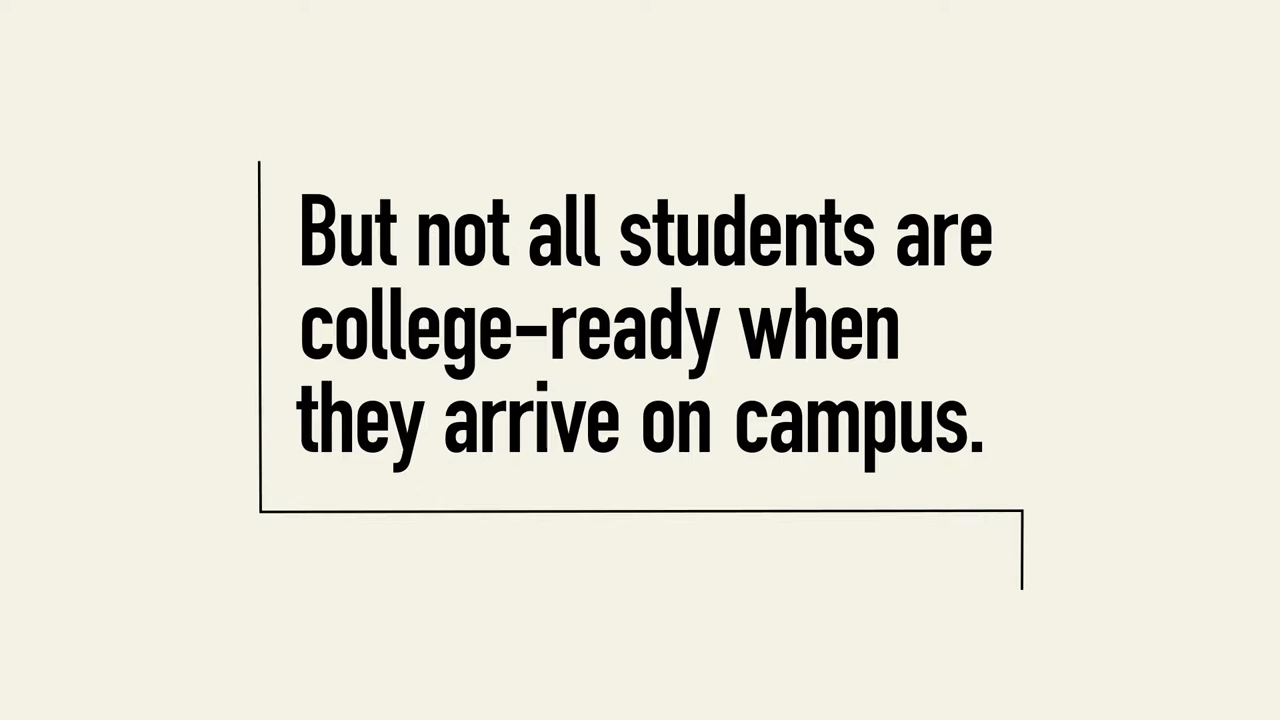 But not all students are
college-ready when
they arrive on campus.